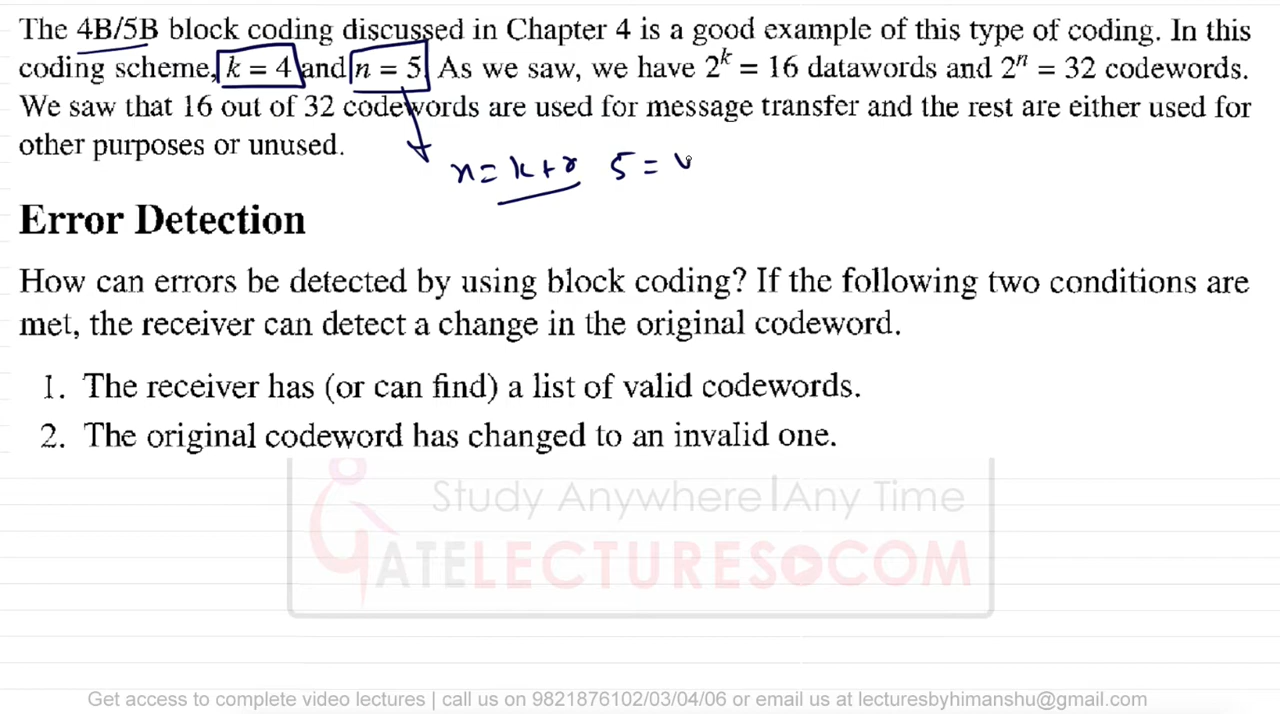 The 4B/5B block coding discussed in Chapter 4 is a good example of this type of coding. In this
coding scheme, k = 4 and n = 5. As we saw, we have 2^k = 16 datawords and 2^n = 32 codewords.
We saw that 16 out of 32 codewords are used for message transfer and the rest are either used for
other purposes or unused.
n = k + r 5 =
Error Detection
How can errors be detected by using block coding? If the following two conditions are
met, the receiver can detect a change in the original codeword.
1. The receiver has (or can find) a list of valid codewords.
2. The original codeword has changed to an invalid one.
Study Anywhere|Any Time
GATELECTURES.COM
Get access to complete video lectures | call us on 9821876102/03/04/06 or email us at lecturesbyhimanshu@gmail.com